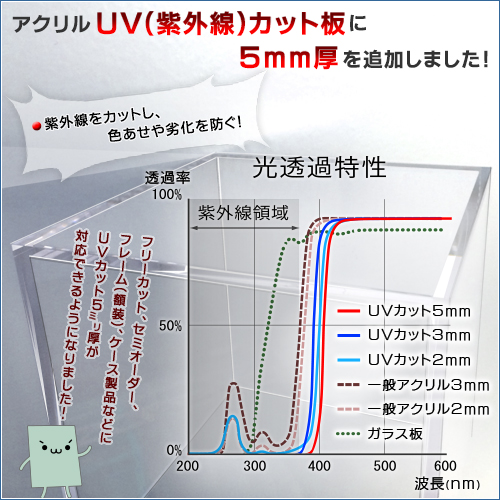 アクリルUV(紫外線)カット板に
5mm厚を追加しました!
紫外線をカットし、
色あせや劣化を防ぐ!
光透過特性
透過率
100%
紫外線領域
50%
0%
200
300
400
500
600
波長(nm)
UVカット5mm
UVカット3mm
UVカット2mm
一般アクリル3mm
一般アクリル2mm
ガラス板
フリーカット、セミオーダー、
フレーム(額装)、ケース製品などに
UVカット5ミリ厚が
対応できるようになりました!